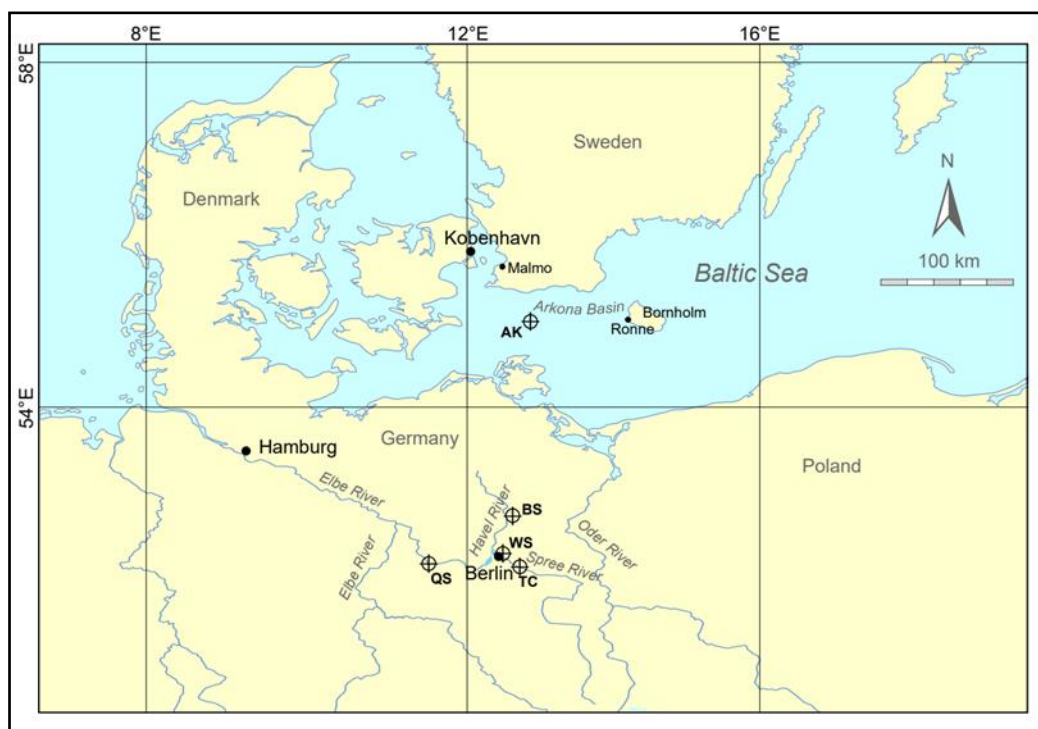 8°E
12°E
16°E
58°E
Sweden
N
Denmark
Kobenhavn
Malmo
Baltic Sea
100 km
Arkona Basin
Bornholm
Ronne
AK
54°E
Germany
Hamburg
Poland
Elbe River
Havel River
BS
Oder River
WS
Spree River
Elbe River
QS
Berlin
TC